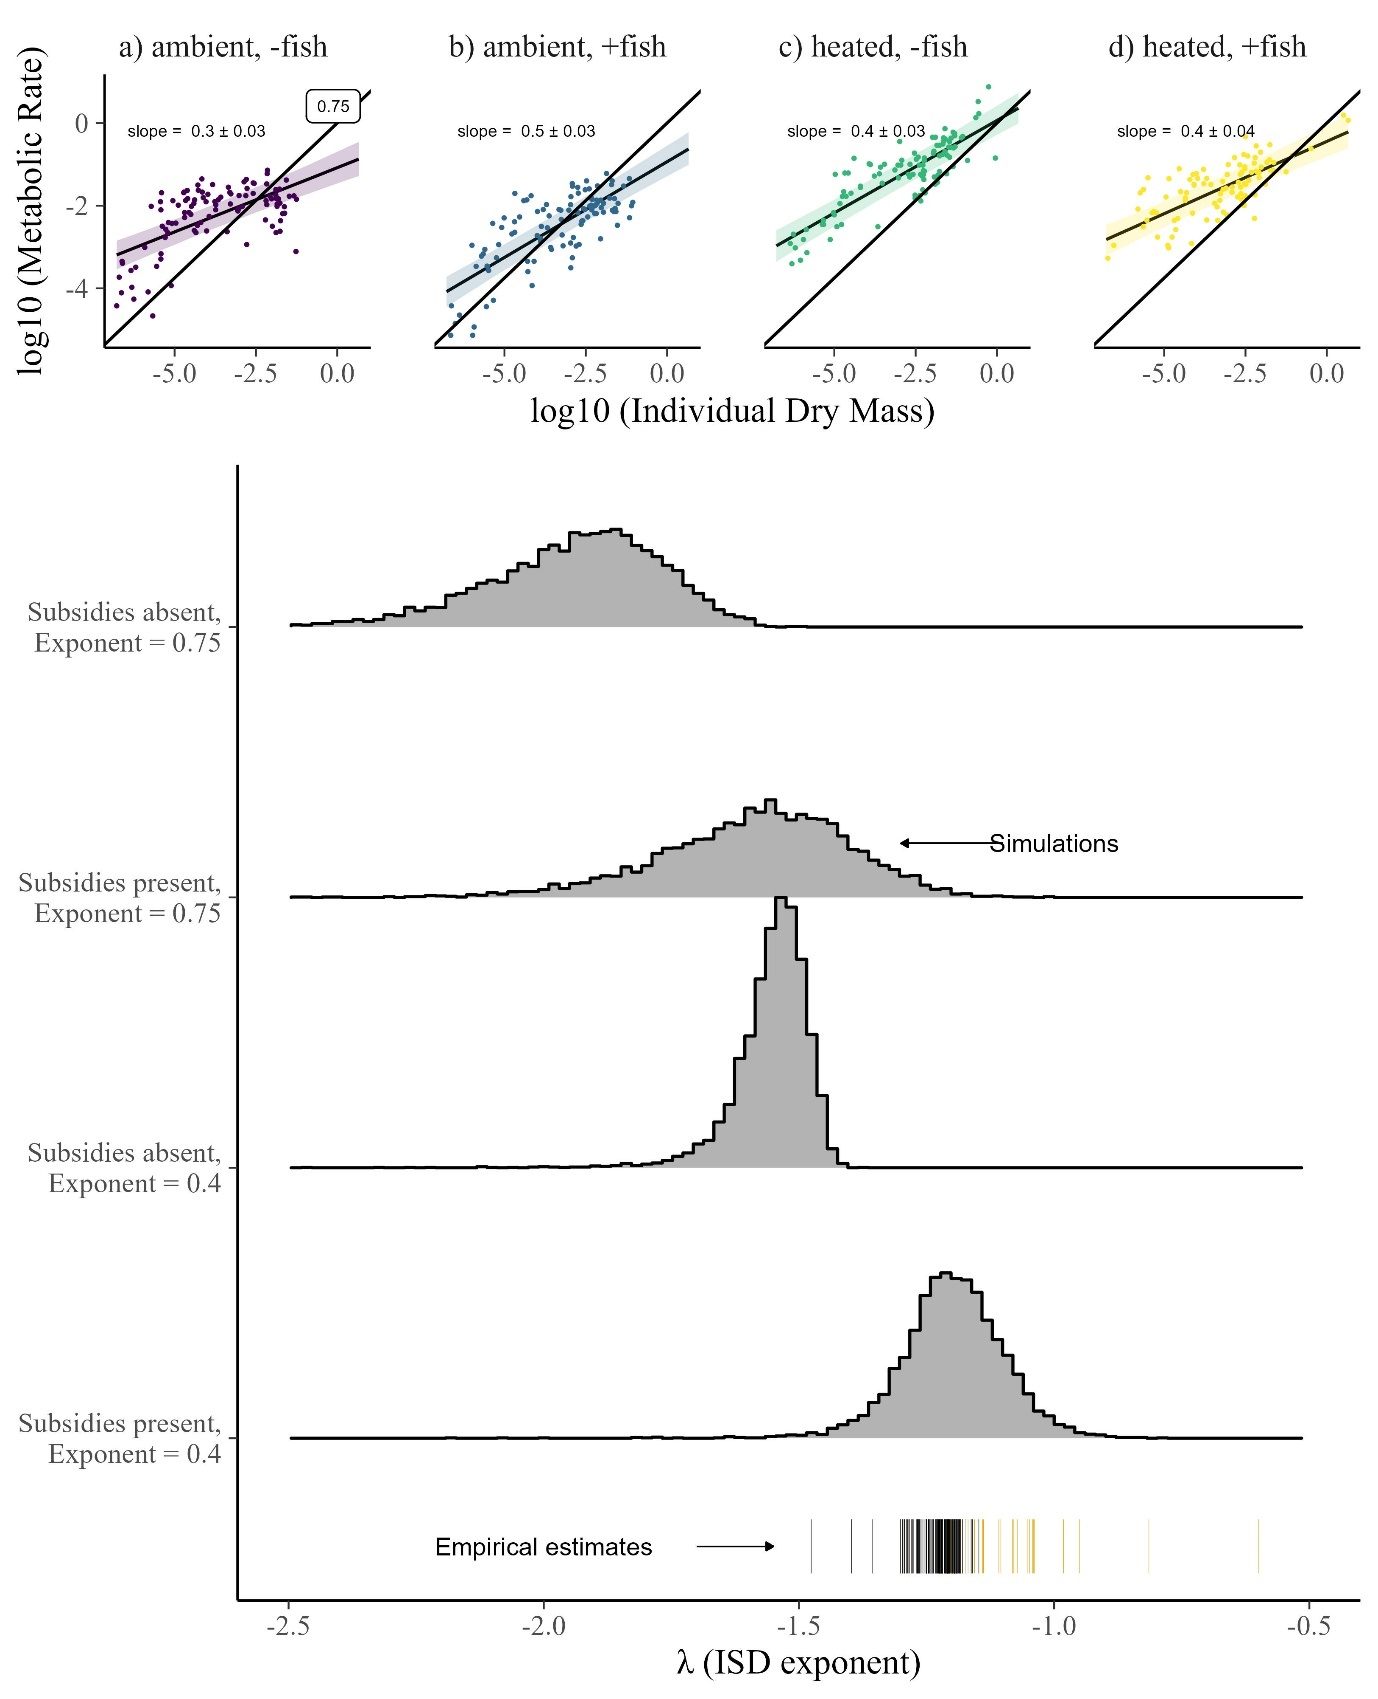 a) ambient, -fish
b) ambient, +fish
c) heated, -fish
d) heated, +fish
log10 (Metabolic Rate)
0
-2
-4
0.75
slope = 0.3 ± 0.03
slope = 0.5 ± 0.03
slope = 0.4 ± 0.03
slope = 0.4 ± 0.04
-5.0
-2.5
0.0
-5.0
-2.5
0.0
-5.0
-2.5
0.0
-5.0
-2.5
0.0
log10 (Individual Dry Mass)
Subsidies absent,
Exponent = 0.75
Subsidies present,
Exponent = 0.75
Simulations
Subsidies absent,
Exponent = 0.4
Subsidies present,
Exponent = 0.4
Empirical estimates
-2.5
-2.0
-1.5
-1.0
-0.5
λ (ISD exponent)